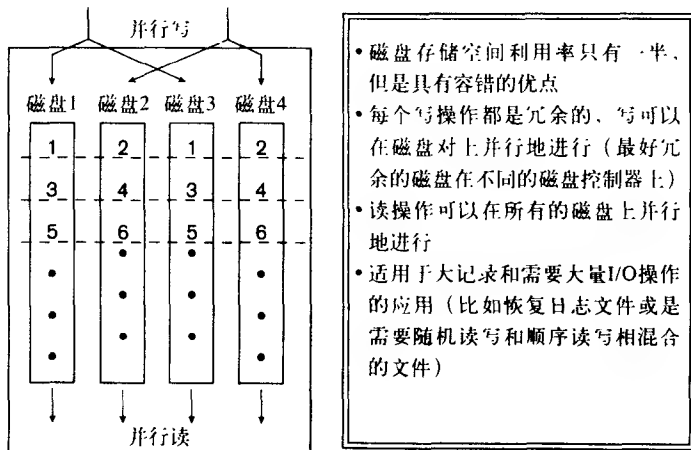 并行写
磁盘1 磁盘2 磁盘3 磁盘4
1 2 1 2
3 4 3 4
5 6 5 6
并行读
• 磁盘存储空间利用率只有一半，
但是具有容错的优点
• 每个写操作都是冗余的、写可以
在磁盘对上并行地进行（最好冗
余的磁盘在不同的磁盘控制器上）
• 读操作可以在所有的磁盘上并行
地进行
• 适用于大记录和需要大量I/O操作
的应用（比如恢复日志文件或是
需要随机读写和顺序读写相混合
的文件）